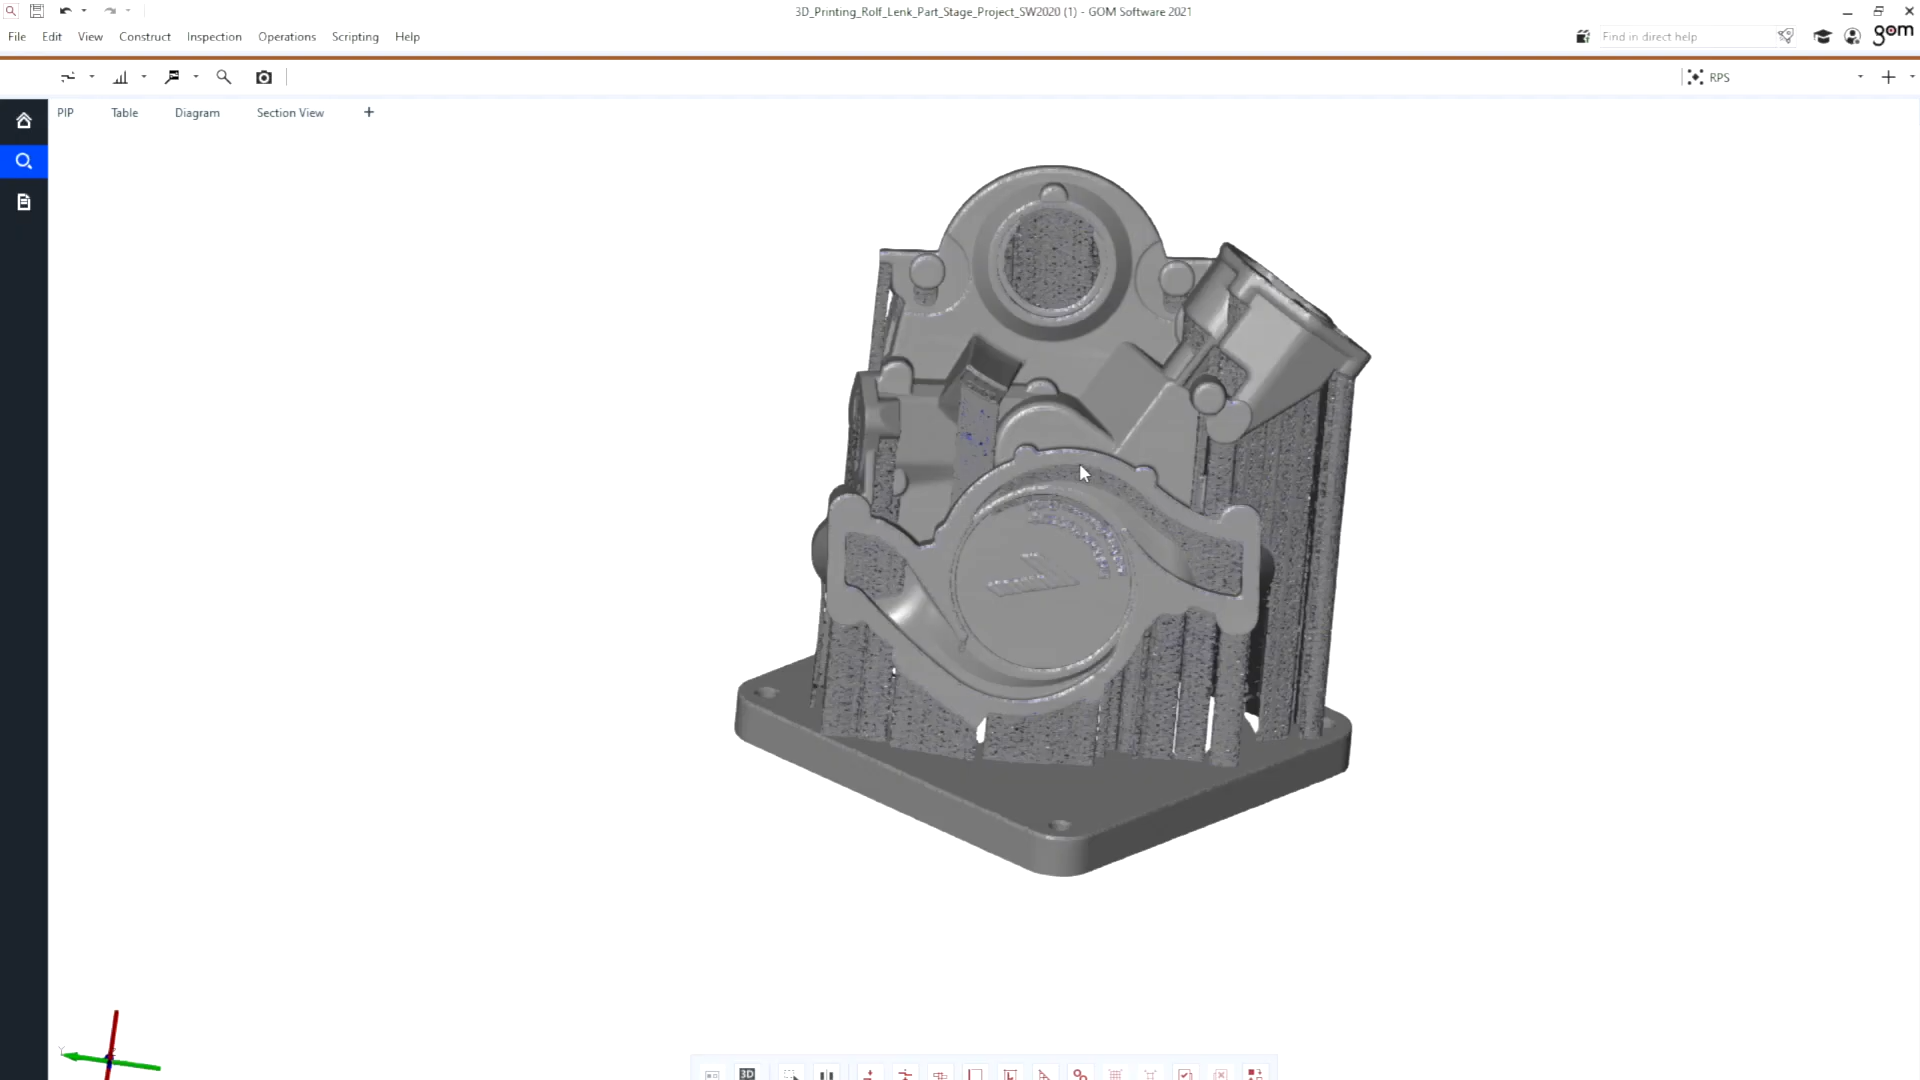 3D_Printing_Rolf_Lenk_Part_Stage_Project_SW2020 (1) - GOM Software 2021
File Edit View Construct Inspection Operations Scripting Help
Find in direct help
gom
RPS
PIP Table Diagram Section View
Y
3D